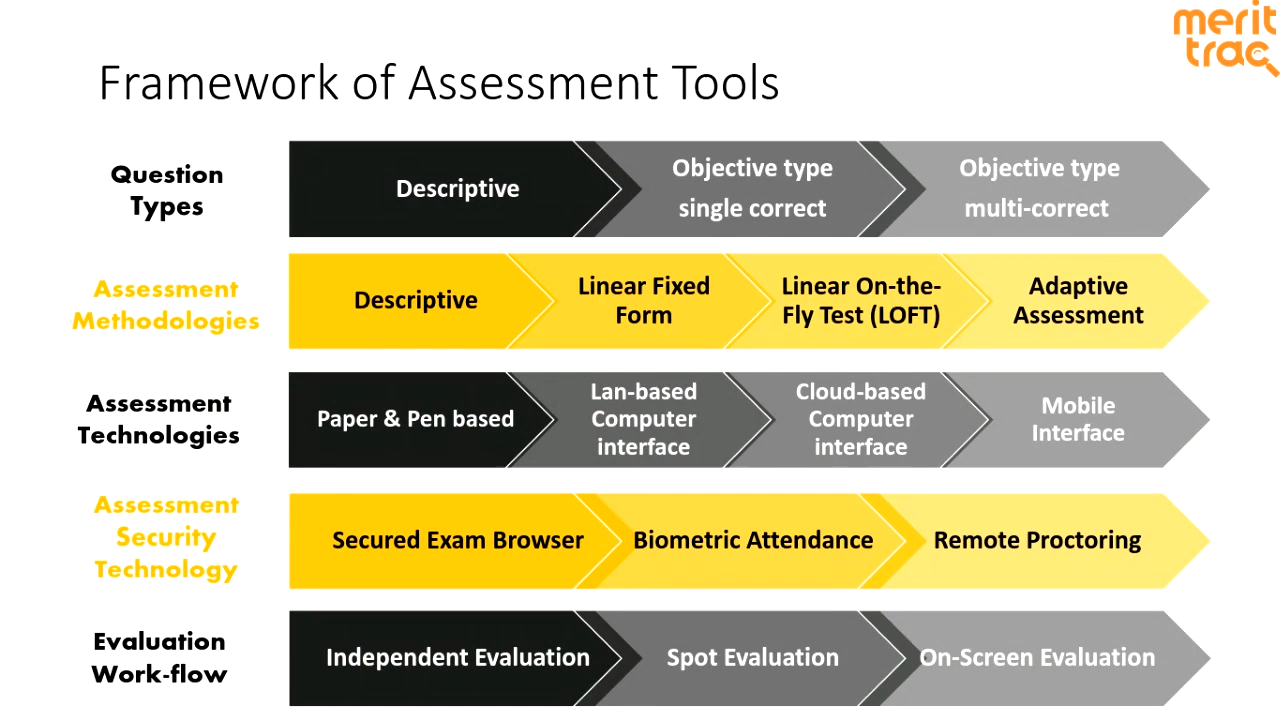 merit
trac
Framework of Assessment Tools
Question
Types
Descriptive
Objective type
single correct
Objective type
multi-correct
Assessment
Methodologies
Descriptive
Linear Fixed
Form
Linear On-the-
Fly Test (LOFT)
Adaptive
Assessment
Assessment
Technologies
Paper & Pen based
Lan-based
Computer
interface
Cloud-based
Computer
interface
Mobile
Interface
Assessment
Security
Technology
Secured Exam Browser
Biometric Attendance
Remote Proctoring
Evaluation
Work-flow
Independent Evaluation
Spot Evaluation
On-Screen Evaluation